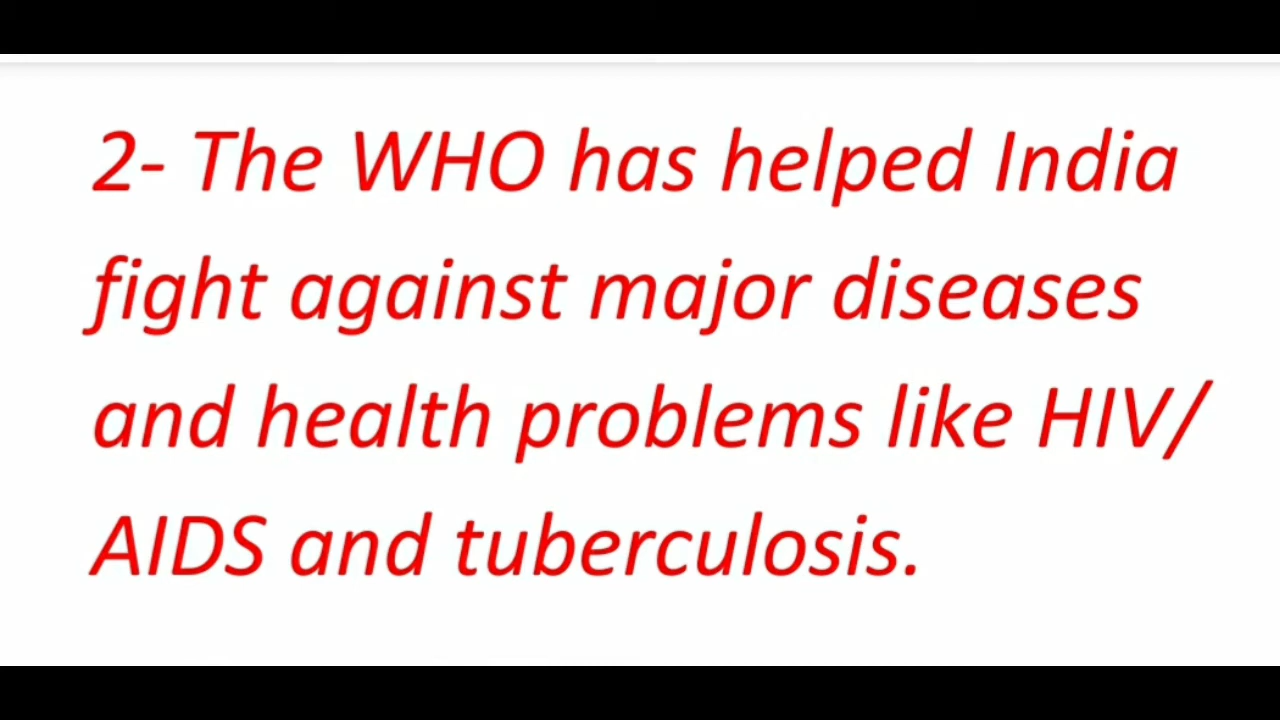 2- The WHO has helped India
fight against major diseases
and health problems like HIV/
AIDS and tuberculosis.